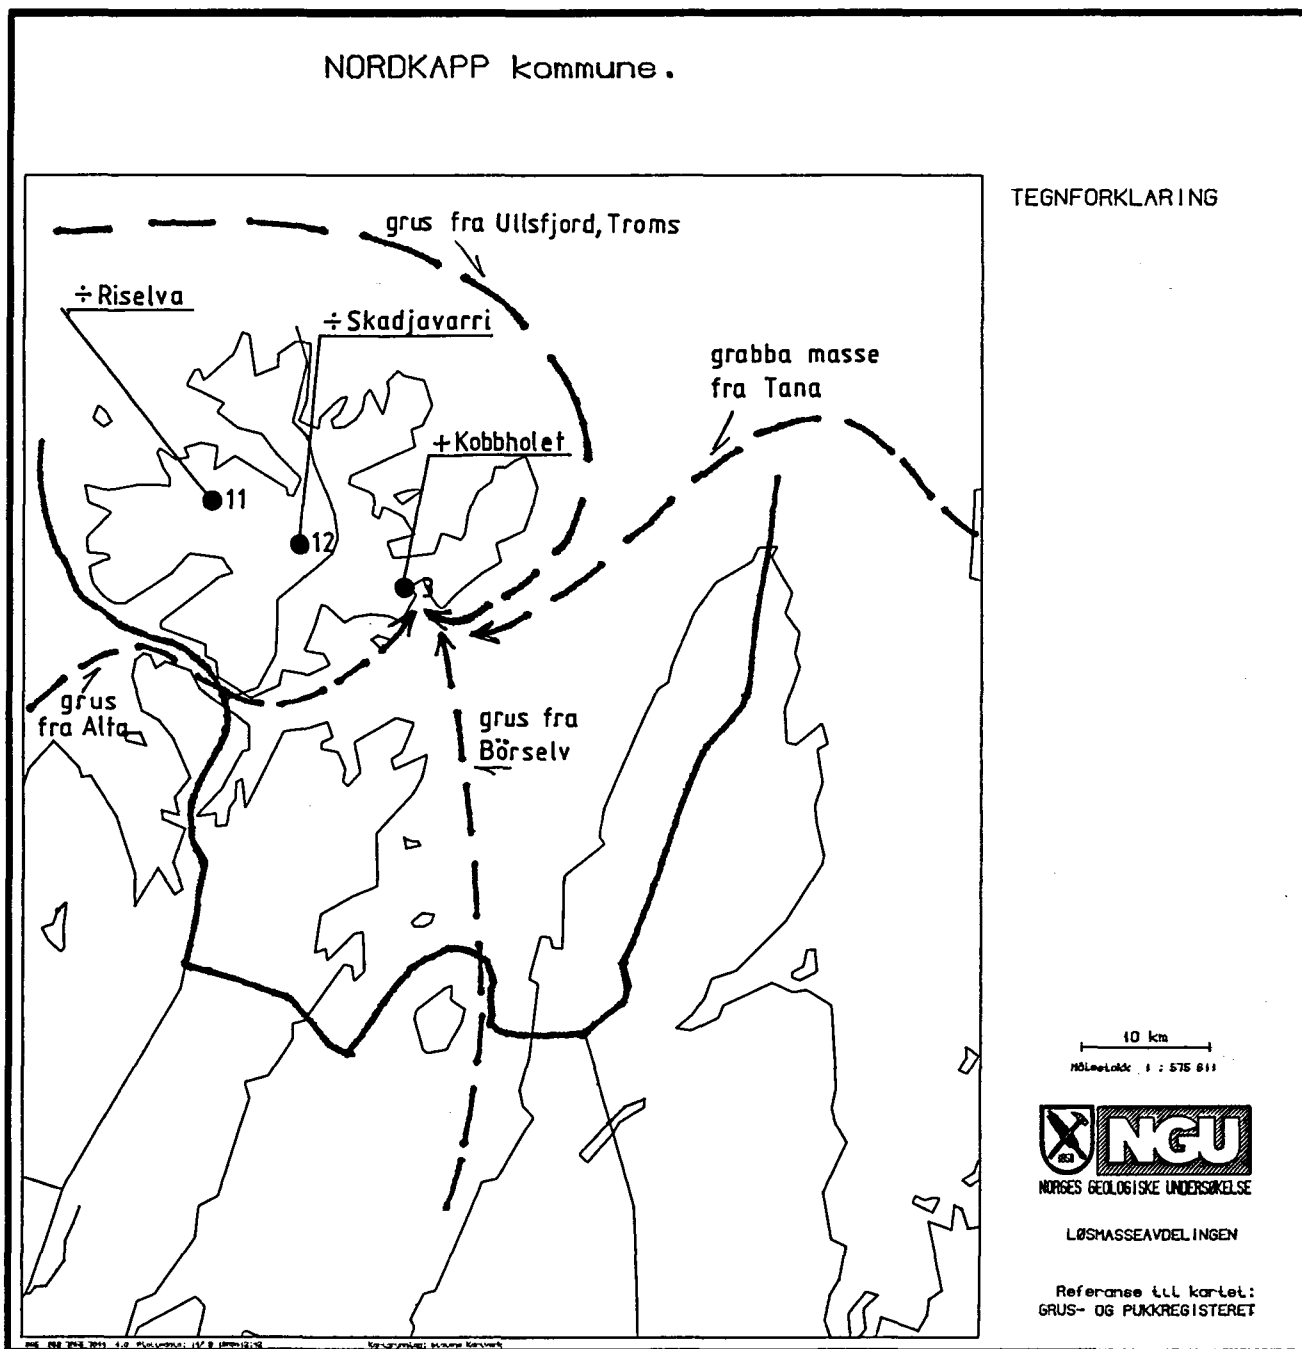 NORDKAPP kommune.
TEGNFORKLARING
grus fra Ullsfjord, Troms
÷ Riselva
÷ Skadjavarri
grabba masse
fra Tana
+ Kobbholet
11
12
3
grus
fra Alta
grus fra
Börselv
10 km
1 : 575 611
1858
NGU
NORGES GEOLOGISKE UNDERSØKELSE
LØSMASSEAVDELINGEN
Referanse til kartet:
GRUS- OG PUKKREGISTERET